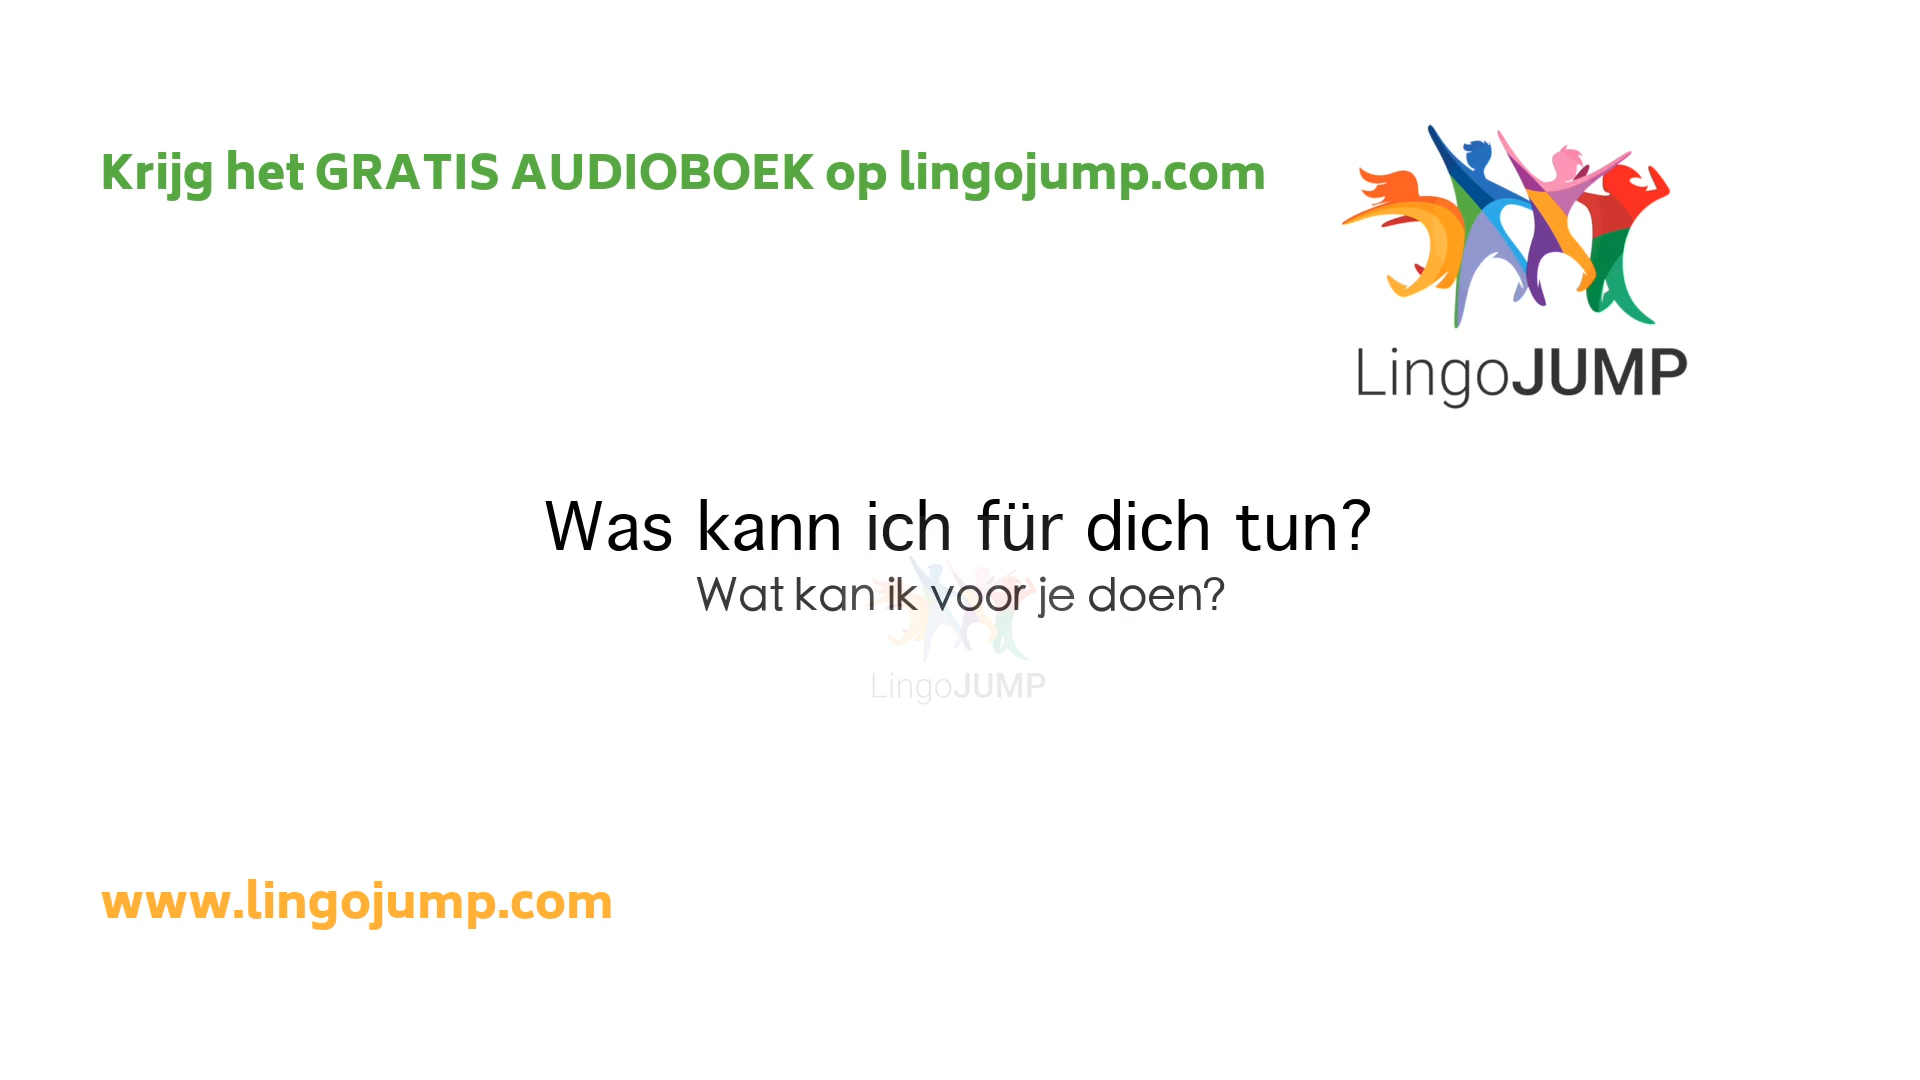 Krijg het GRATIS AUDIOBOEK op lingojump.com
LingoJUMP
Was kann ich für dich tun?
Wat kan ik voor je doen?
LingoJUMP
www.lingojump.com